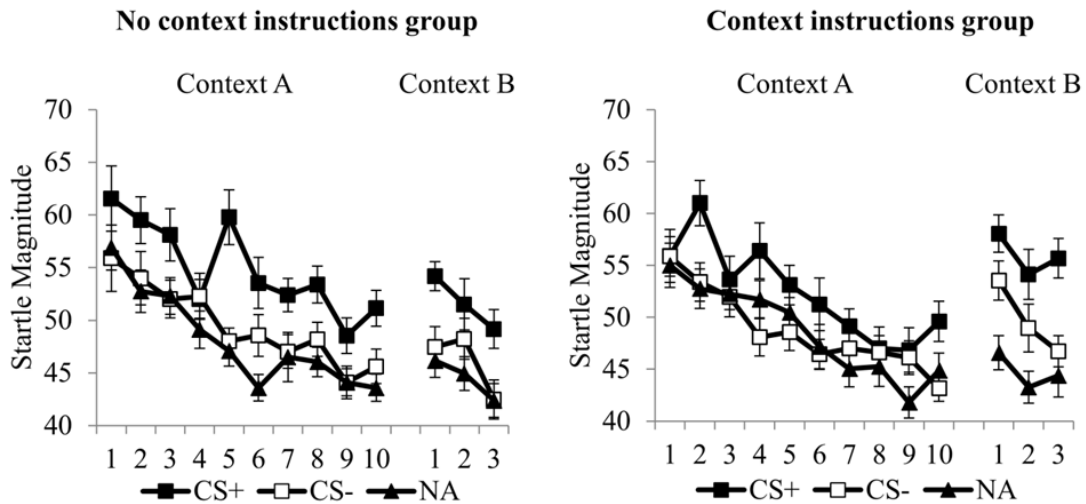 No context instructions group
Context A
Context B
Startle Magnitude
70
65
60
55
50
45
40
1 2 3 4 5 6 7 8 9 10 1 2 3
CS+ CS- NA
Context instructions group
Context A
Context B
Startle Magnitude
70
65
60
55
50
45
40
1 2 3 4 5 6 7 8 9 10 1 2 3
CS+ CS- NA